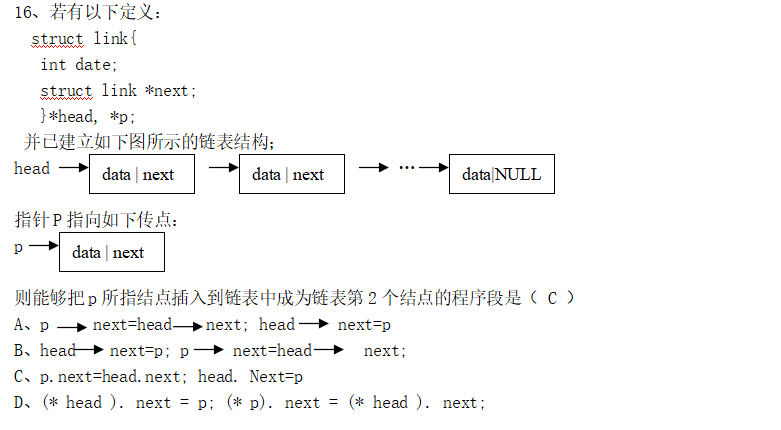 16、若有以下定义：
struct link{
int date;
struct link *next;
}*head, *p;
并已建立如下图所示的链表结构;
head → data | next → data | next → … → data|NULL
指针P指向如下传点：
p → data | next
则能够把p所指结点插入到链表中成为链表第2个结点的程序段是（ C ）
A、p → next=head → next; head → next=p
B、head → next=p; p → next=head → next;
C、p.next=head.next; head. Next=p
D、(* head ). next = p; (* p). next = (* head ). next;